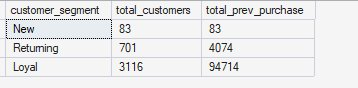 customer_segment total_customers total_prev_purchase
New 83 83
Returning 701 4074
Loyal 3116 94714